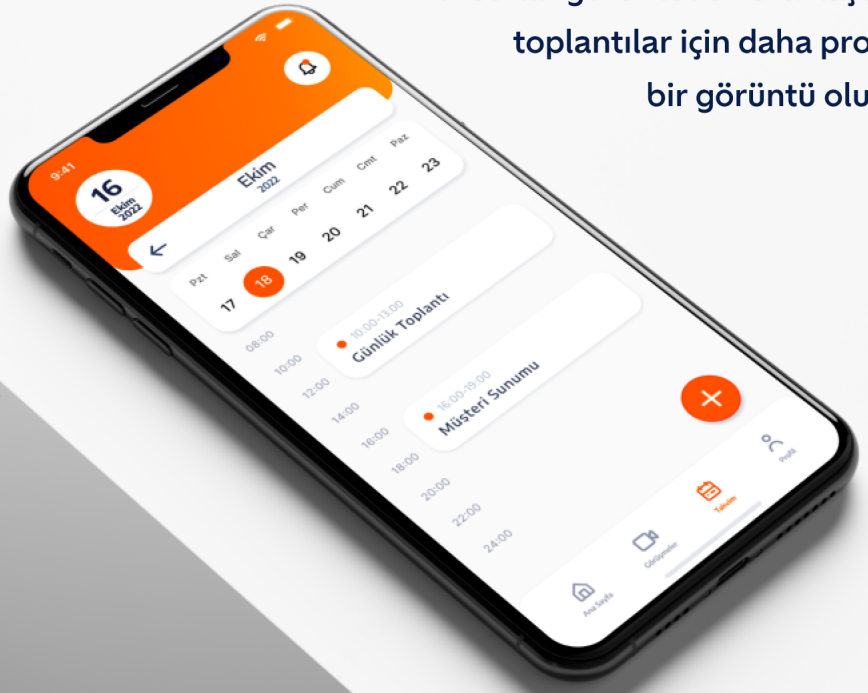 toplantılar için daha
bir görüntü
9:41
16
Ekim
2022
Ekim
2022
Pzt Sal Çar Per Cum Cmt Paz
17 18 19 20 21 22 23
08:00
10:00
12:00
14:00
16:00
18:00
20:00
22:00
24:00
10:00-13:00
Günlük Toplantı
16:00-19:00
Müşteri Sunumu
Ana Sayfa
Görüşmeler
Takvim
Profil